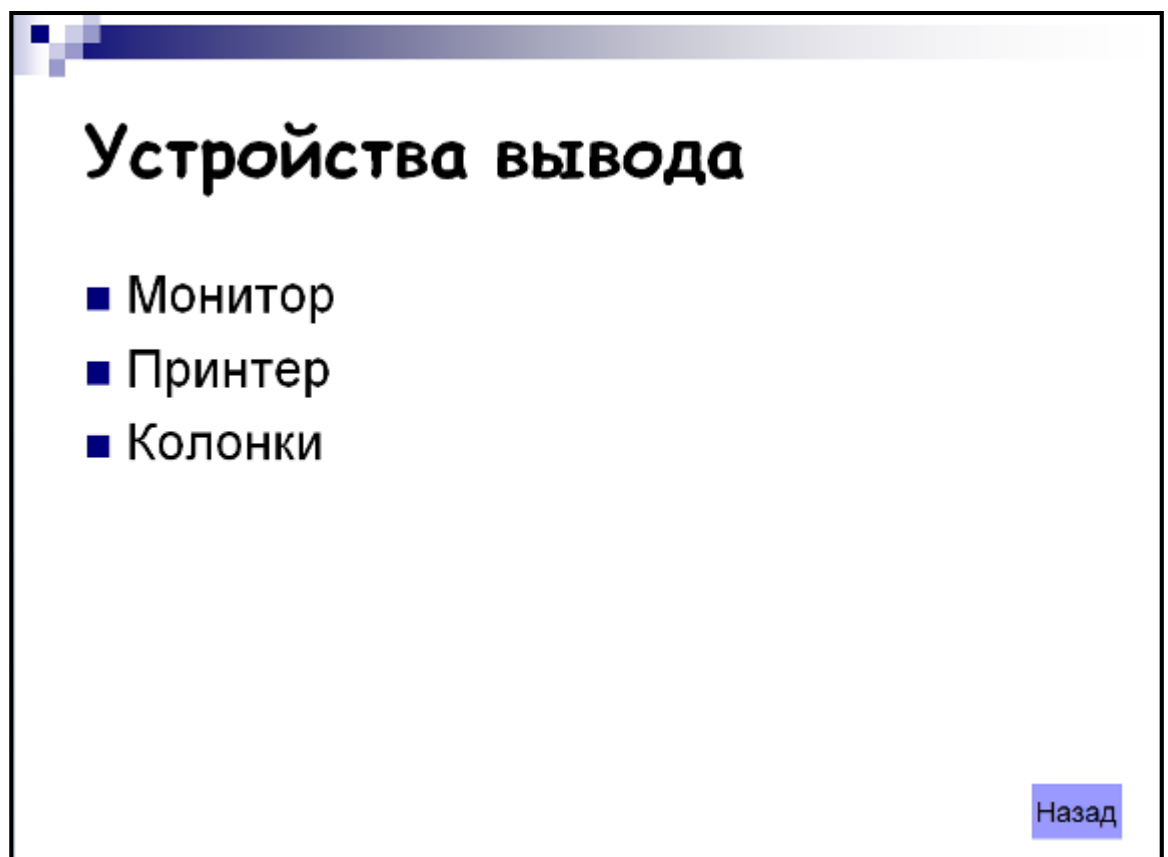 Устройства вывода
Монитор
Принтер
Колонки
Назад